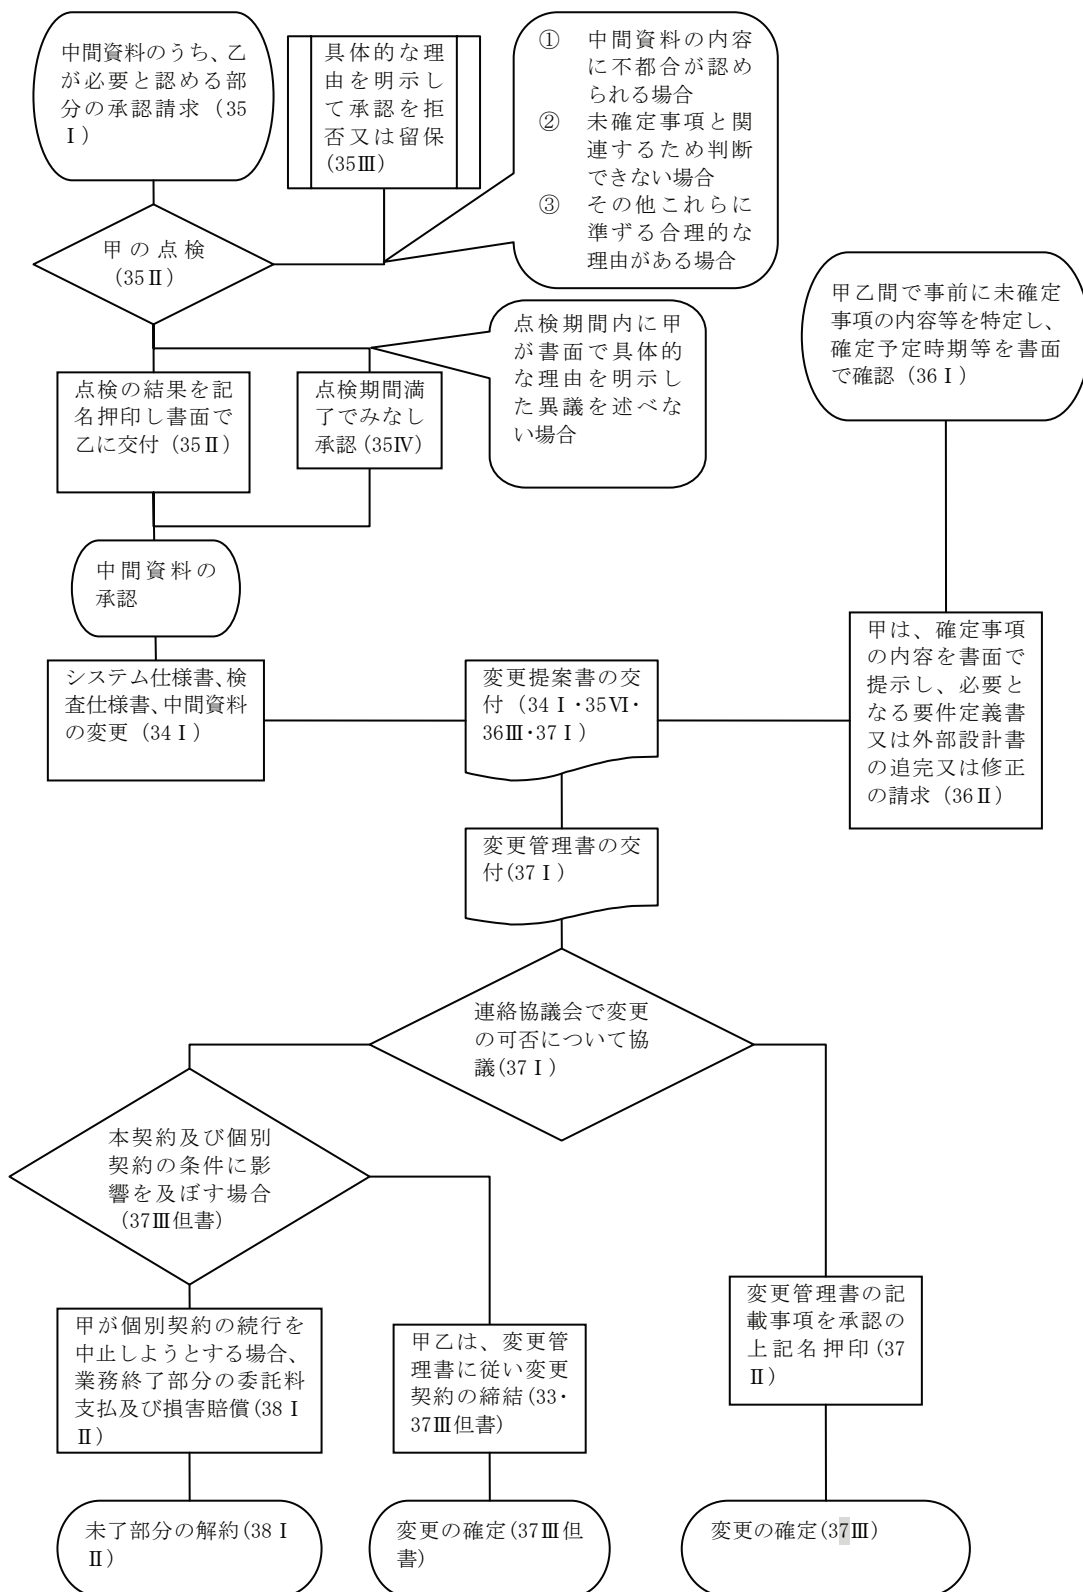 中間資料のうち、乙
が必要と認める部
分の承認請求（35
Ⅰ）
具体的な理
由を明示し
て承認を拒
否又は留保
(35Ⅲ)
① 中間資料の内容
に不都合が認め
られる場合
② 未確定事項と関
連するため判断
できない場合
③ その他これらに
準ずる合理的な
理由がある場合
甲の点検
(35Ⅱ)
甲乙間で事前に未確定
事項の内容等を特定し、
確定予定時期等を書面
で確認（36Ⅰ）
点検期間内に甲
が書面で具体的
な理由を明示し
た異議を述べな
い場合
点検の結果を記
名押印し書面で
乙に交付（35Ⅱ）
点検期間満
了でみなし
承認（35Ⅳ）
中間資料の
承認
システム仕様書、検
査仕様書、中間資料
の変更（34Ⅰ）
変更提案書の交
付（34Ⅰ・35Ⅵ・
36Ⅲ・37Ⅰ）
甲は、確定事項
の内容を書面で
提示し、必要と
なる要件定義書
又は外部設計書
の追完又は修正
の請求（36Ⅱ）
変更管理書の交
付(37Ⅰ)
連絡協議会で変更
の可否について協
議(37Ⅰ)
本契約及び個別
契約の条件に影
響を及ぼす場合
(37Ⅲ但書)
甲が個別契約の続行を
中止しようとする場合、
業務終了部分の委託料
支払及び損害賠償（38Ⅰ
Ⅱ）
甲乙は、変更管
理書に従い変更
契約の締結(33・
37Ⅲ但書)
変更管理書の記
載事項を承認の
上記名押印(37
Ⅱ)
未了部分の解約(38Ⅰ
Ⅱ)
変更の確定(37Ⅲ但
書)
変更の確定(37Ⅲ)